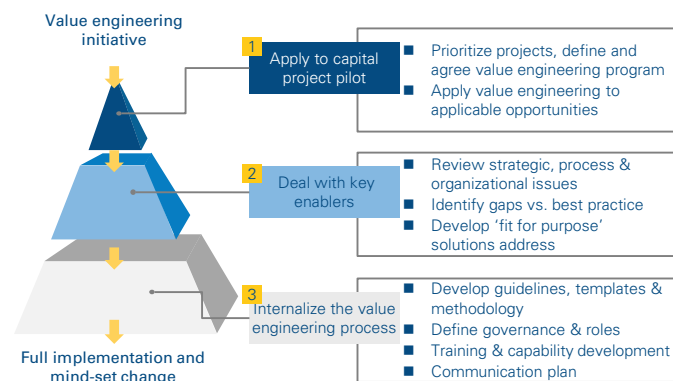 Value engineering
initiative
1
Apply to capital
project pilot
Prioritize projects, define and
agree value engineering program
Apply value engineering to
applicable opportunities
2
Deal with key
enablers
Review strategic, process &
organizational issues
Identify gaps vs. best practice
Develop ‘fit for purpose’
solutions address
3
Internalize the value
engineering process
Develop guidelines, templates &
methodology
Define governance & roles
Training & capability development
Communication plan
Full implementation and
mind-set change